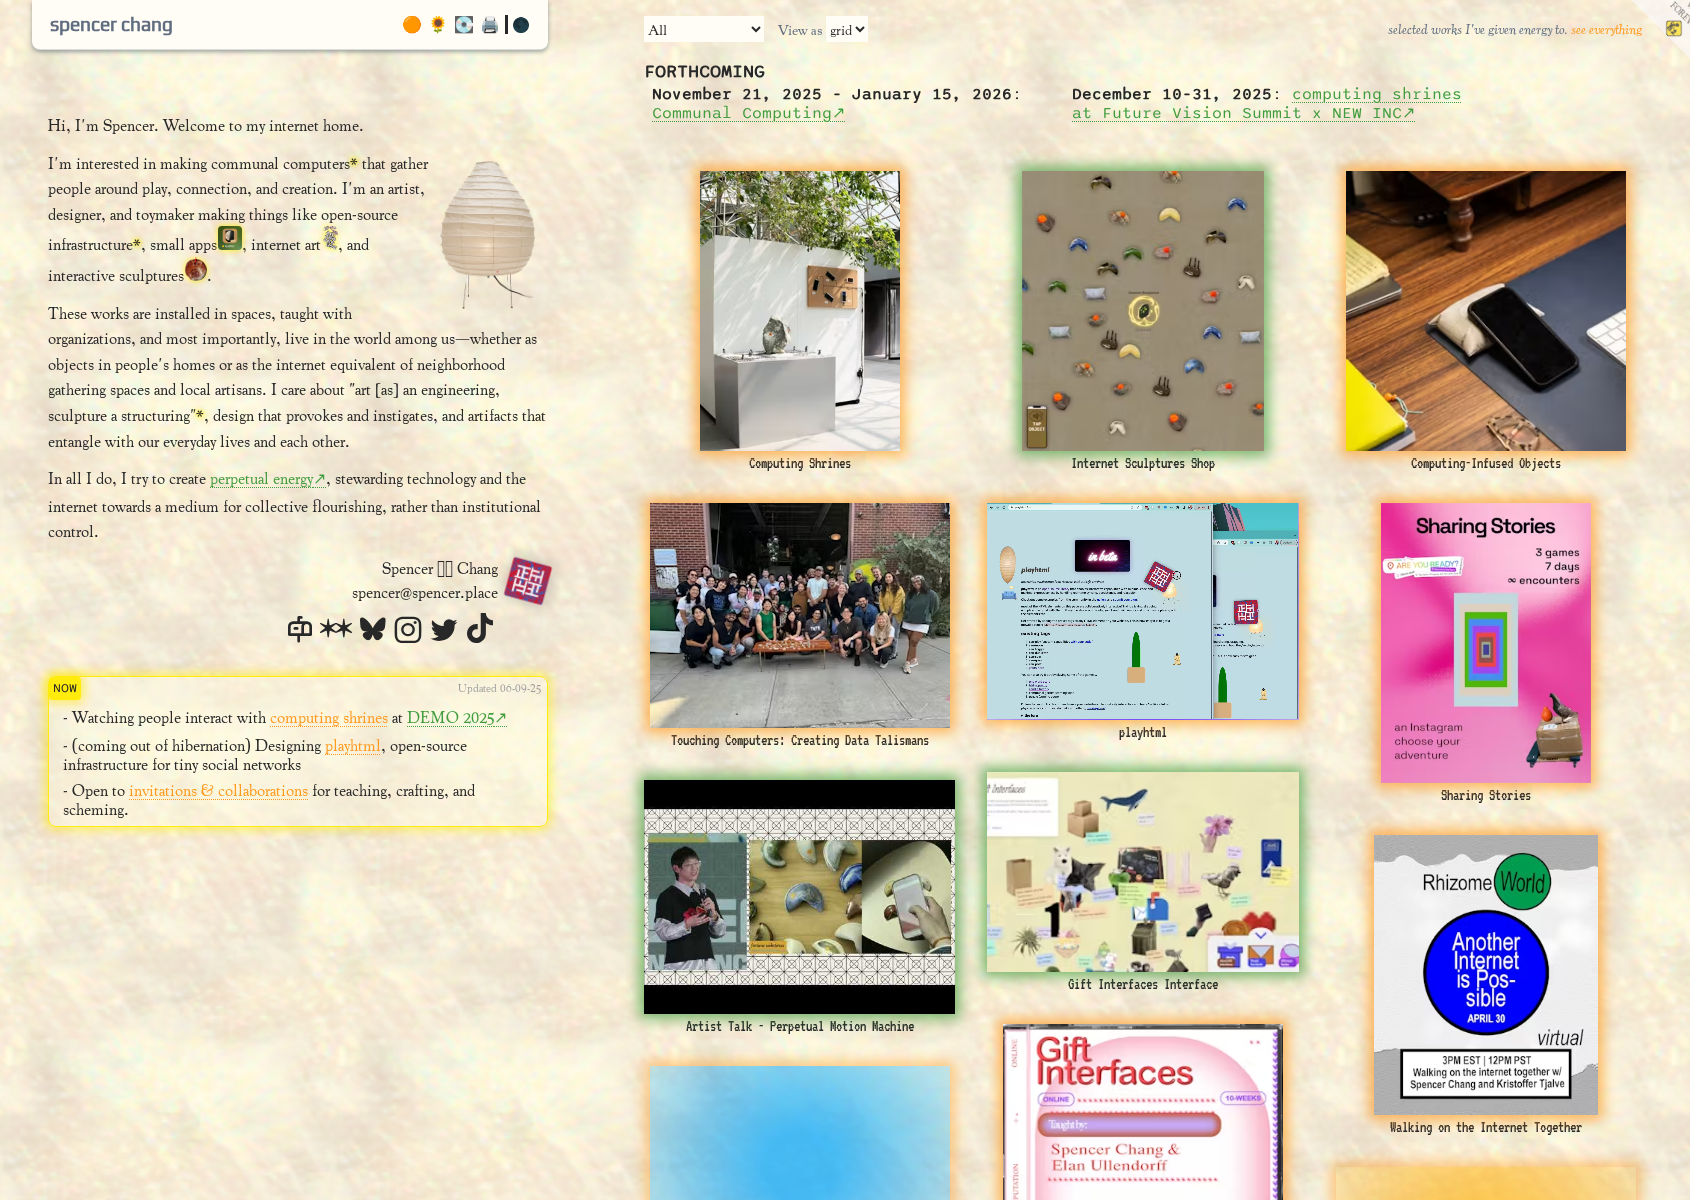 spencer chang
All
View as grid
selected works I've given energy to. see everything
FORTHCOMING
November 21, 2025 - January 15, 2026:
Communal Computing↗
December 10-31, 2025: computing shrines
at Future Vision Summit x NEW INC↗
Hi, I'm Spencer. Welcome to my internet home.
I'm interested in making communal computers* that gather
people around play, connection, and creation. I'm an artist,
designer, and toymaker making things like open-source
infrastructure*, small apps, internet art, and
interactive sculptures.
These works are installed in spaces, taught with
organizations, and most importantly, live in the world among us—whether as
objects in people's homes or as the internet equivalent of neighborhood
gathering spaces and local artisans. I care about "art [as] an engineering,
sculpture a structuring"*, design that provokes and instigates, and artifacts that
entangle with our everyday lives and each other.
In all I do, I try to create perpetual energy↗, stewarding technology and the
internet towards a medium for collective flourishing, rather than institutional
control.
Spencer Chang
spencer@spencer.place
NOW
Updated 06-09-25
- Watching people interact with computing shrines at DEMO 2025↗
- (coming out of hibernation) Designing playhtml, open-source
infrastructure for tiny social networks
- Open to invitations & collaborations for teaching, crafting, and
scheming.
Computing Shrines
TAP
OBJECT
Internet Sculptures Shop
Computing-Infused Objects
Touching Computers: Creating Data Talismans
in beta
playhtml
playhtml
Sharing Stories
3 games
7 days
∞ encounters
ARE YOU READY?
an Instagram
choose your
adventure
Sharing Stories
Artist Talk - Perpetual Motion Machine
Gift Interfaces Interface
Rhizome World
Another
Internet
is Pos-
sible
APRIL 30
virtual
3PM EST | 12PM PST
Walking on the internet together w/
Spencer Chang and Kristoffer Tjalve
Walking on the Internet Together
ONLINE
Gift
Interfaces
ONLINE
10-WEEKS
Taught by:
Spencer Chang &
Elan Ullendorff